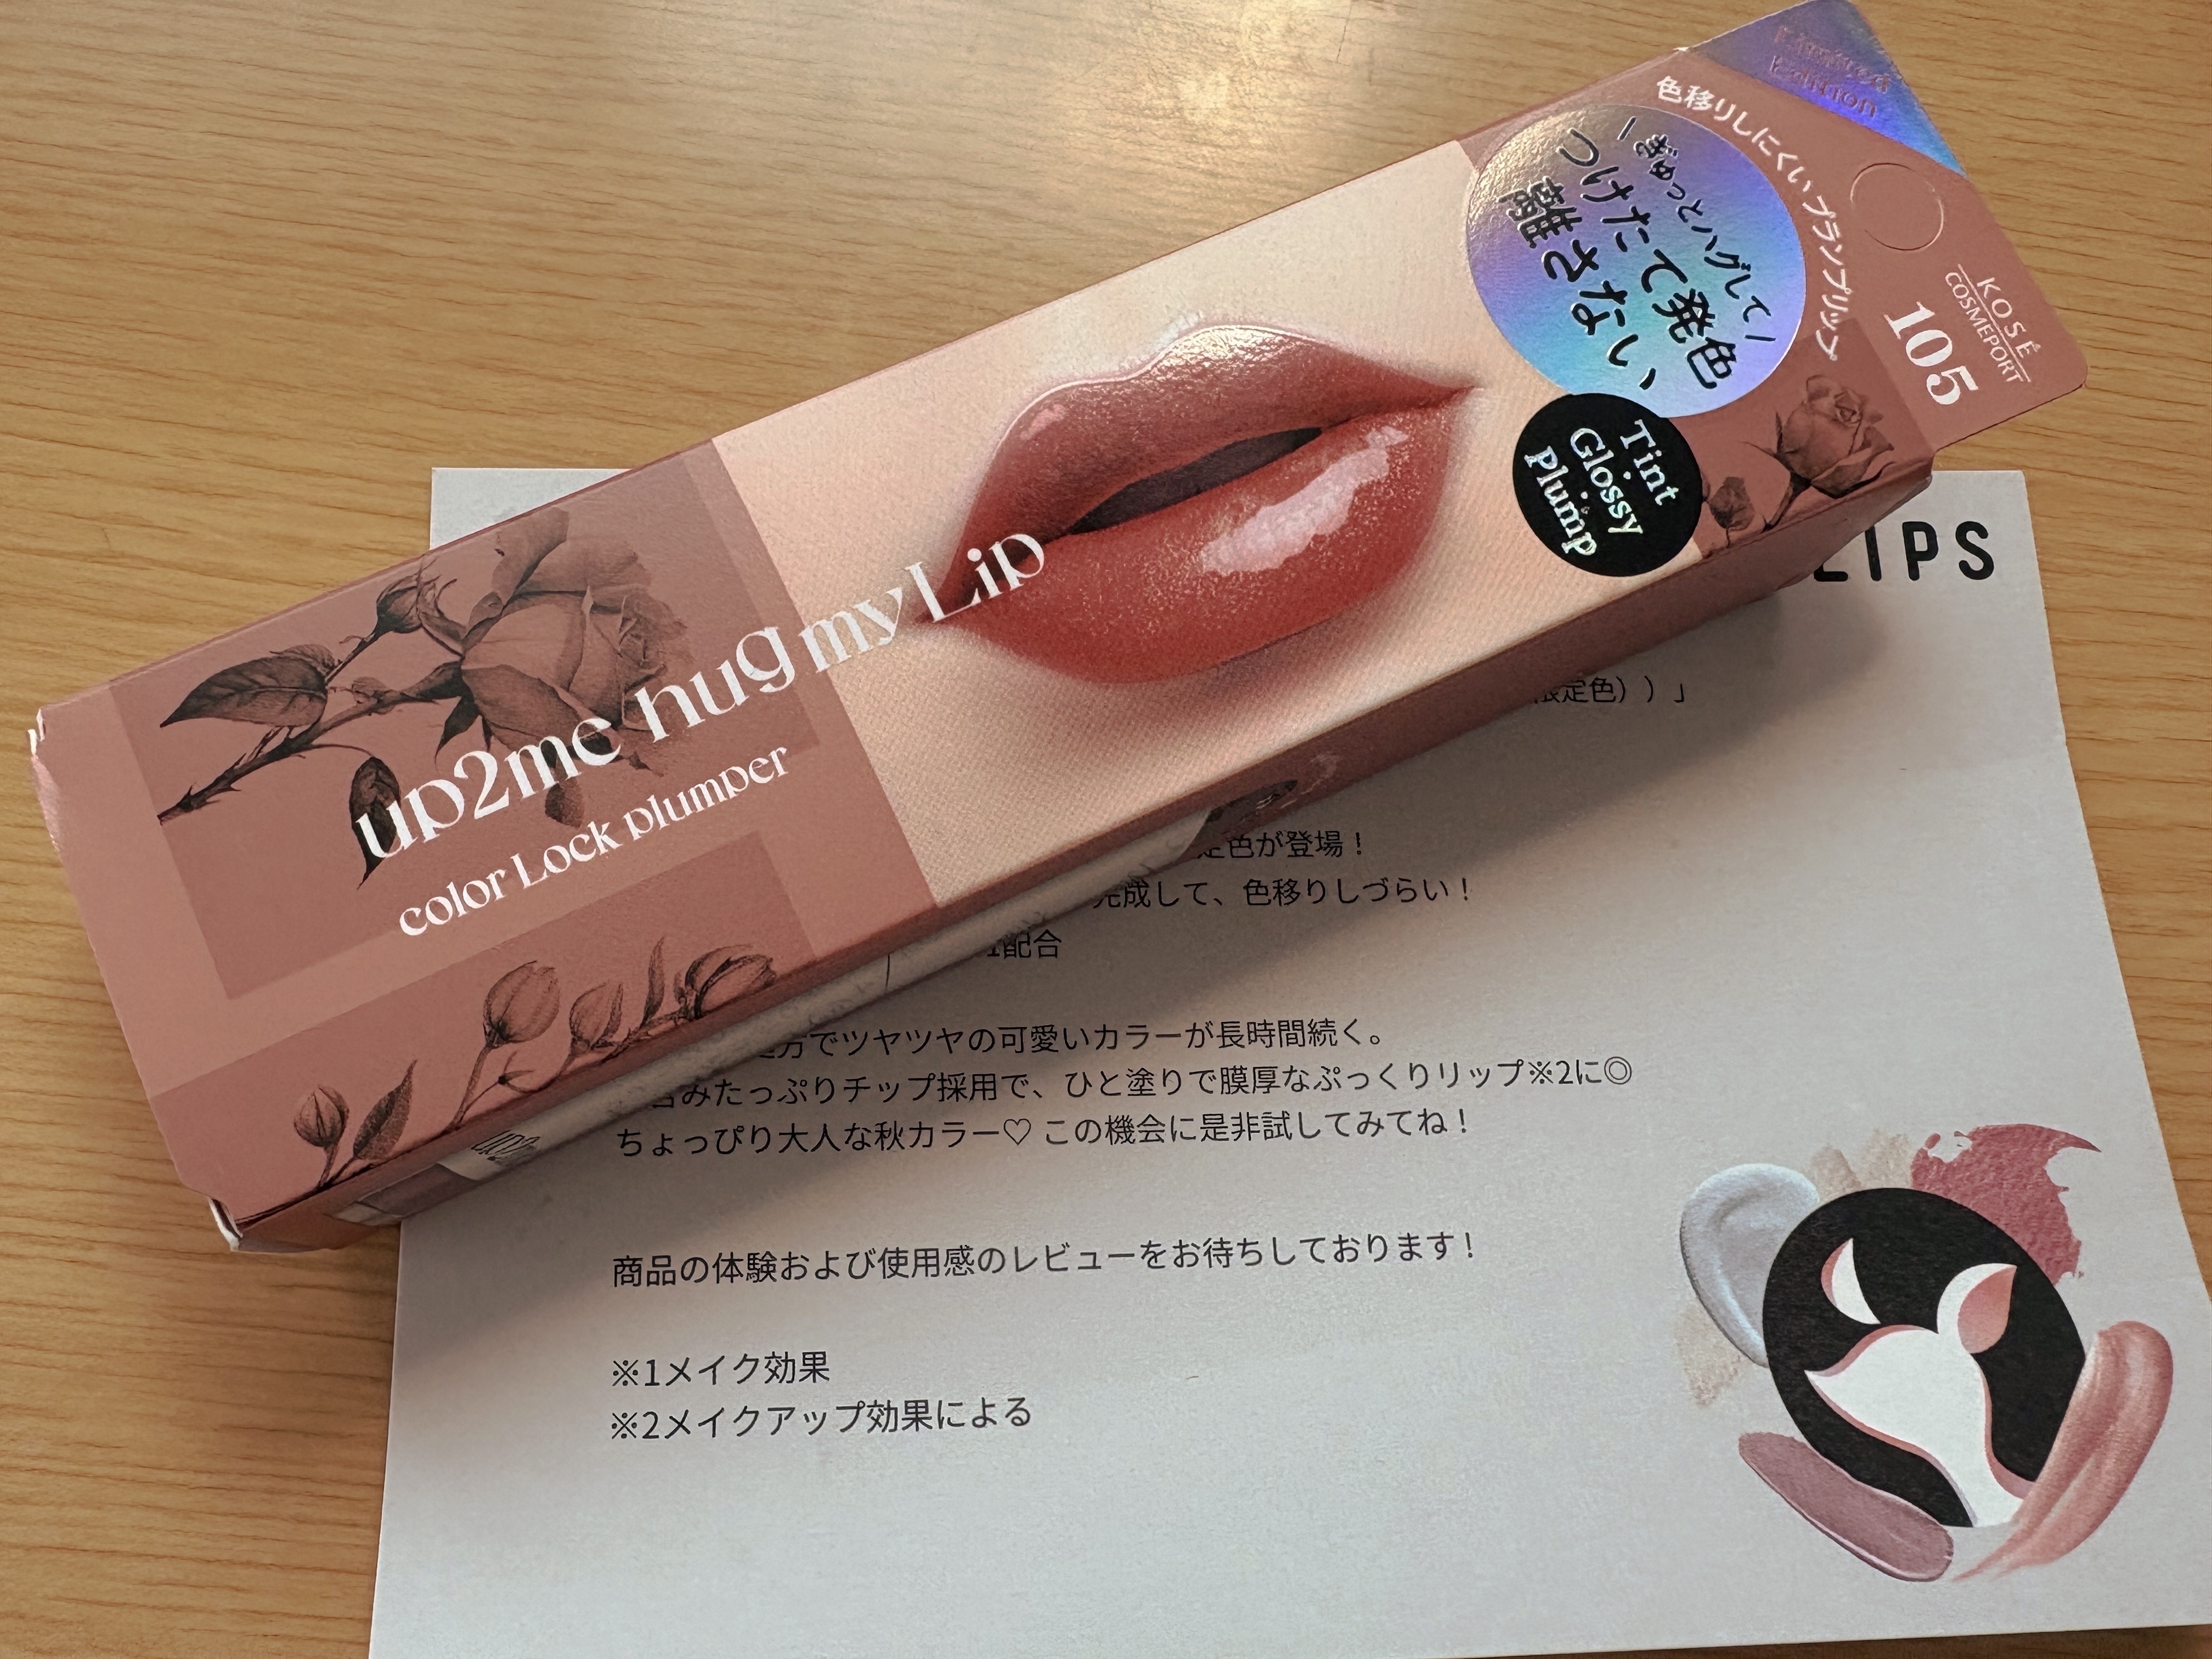 Limited
Edition
色移りしにくいプランプリップ
KOSÉ
COSMEPORT
105
\ぎゅっとハグして/
つけたて発色
離さない
Tint
Glossy
Plump
up2me hug my Lip
color Lock plumper
up2
LIPS
限定色））」
定色が登場！
完成して、色移りしづらい！
1配合
処方でツヤツヤの可愛いカラーが長時間続く。
含みたっぷりチップ採用で、ひと塗りで膜厚なぷっくりリップ※2に◎
ちょっぴり大人な秋カラー♡ この機会に是非試してみてね！
商品の体験および使用感のレビューをお待ちしております！
※1メイク効果
※2メイクアップ効果による